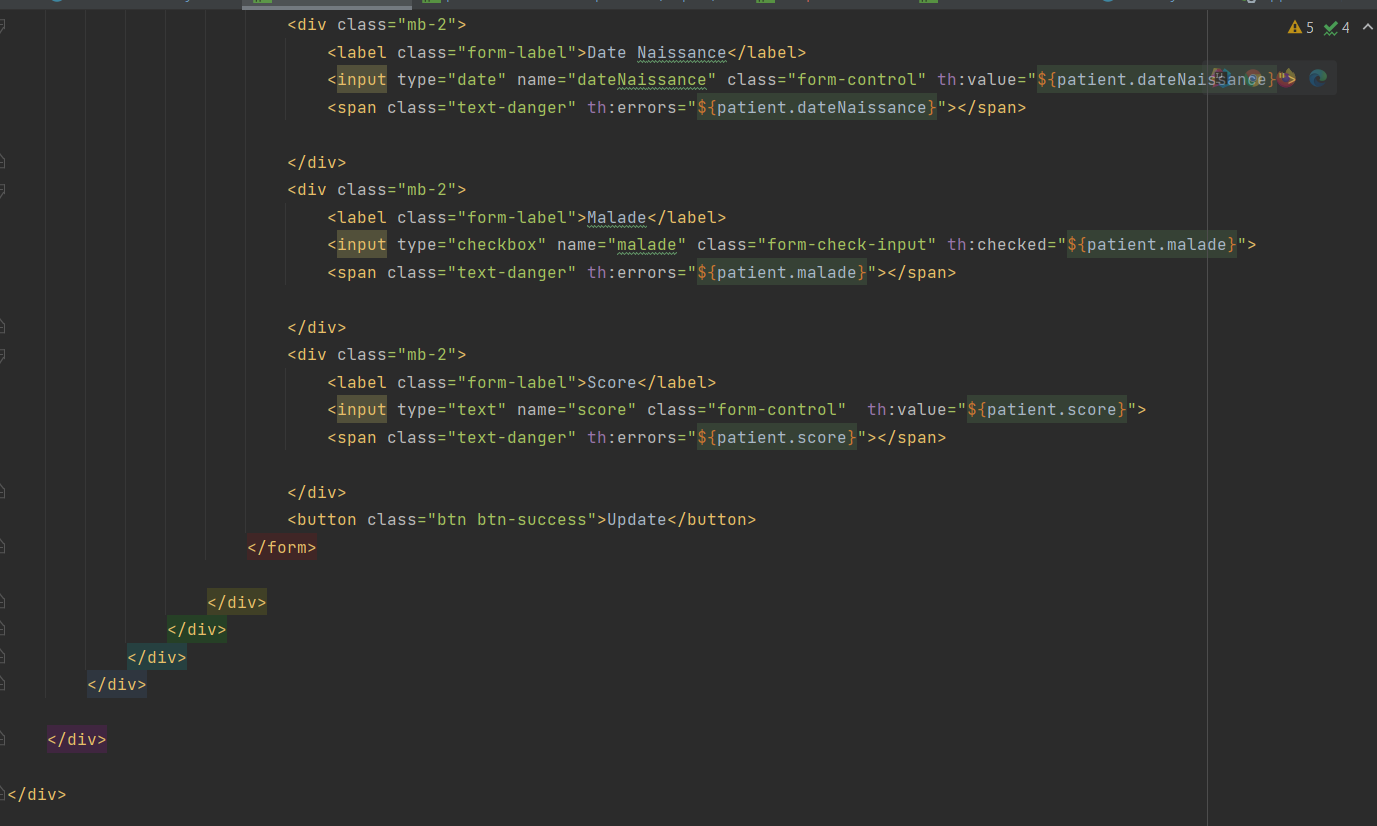 <div class="mb-2">
5 4
<label class="form-label">Date Naissance</label>
<input type="date" name="dateNaissance" class="form-control" th:value="${patient.dateNaissance}">
<span class="text-danger" th:errors="${patient.dateNaissance}"></span>
</div>
<div class="mb-2">
<label class="form-label">Malade</label>
<input type="checkbox" name="malade" class="form-check-input" th:checked="${patient.malade}">
<span class="text-danger" th:errors="${patient.malade}"></span>
</div>
<div class="mb-2">
<label class="form-label">Score</label>
<input type="text" name="score" class="form-control"  th:value="${patient.score}">
<span class="text-danger" th:errors="${patient.score}"></span>
</div>
<button class="btn btn-success">Update</button>
</form>
</div>
</div>
</div>
</div>
</div>
</div>